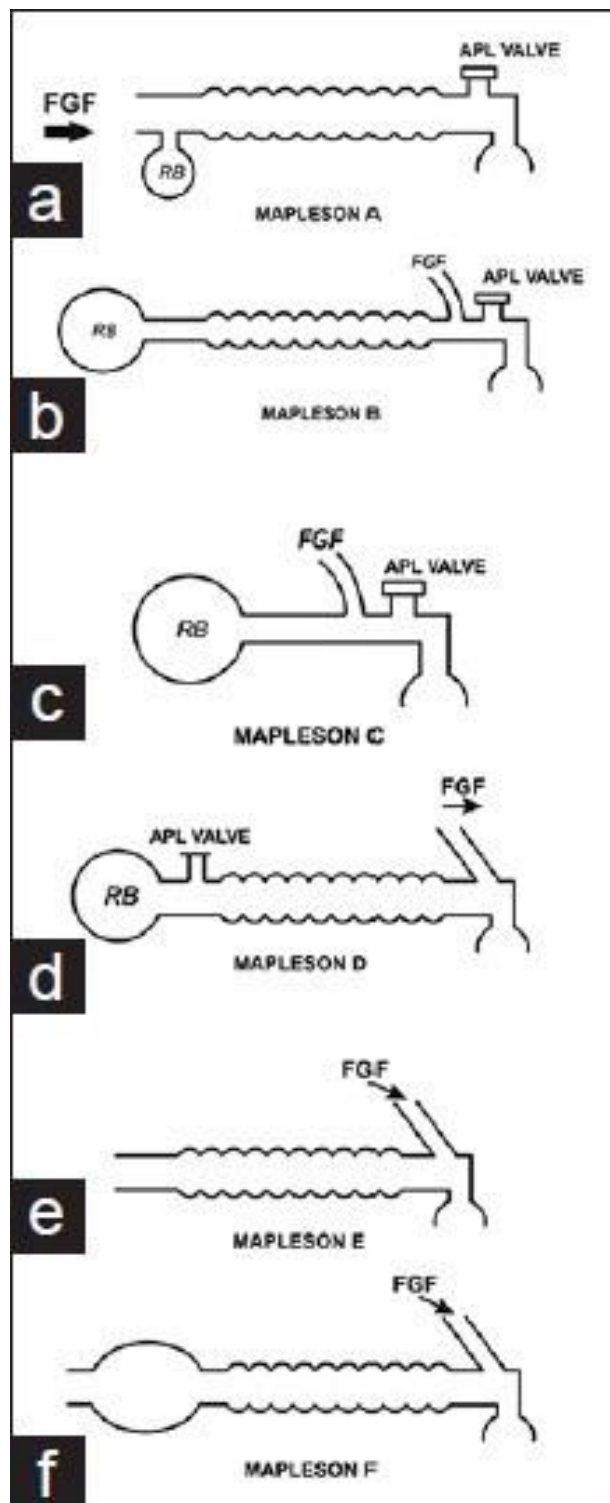 APL VALVE
FGF
RB
a
MAPLESON A
FGF
APL VALVE
RB
b
MAPLESON B
FGF
APL VALVE
RB
c
MAPLESON C
FGF
APL VALVE
RB
d
MAPLESON D
FGF
e
MAPLESON E
FGF
f
MAPLESON F